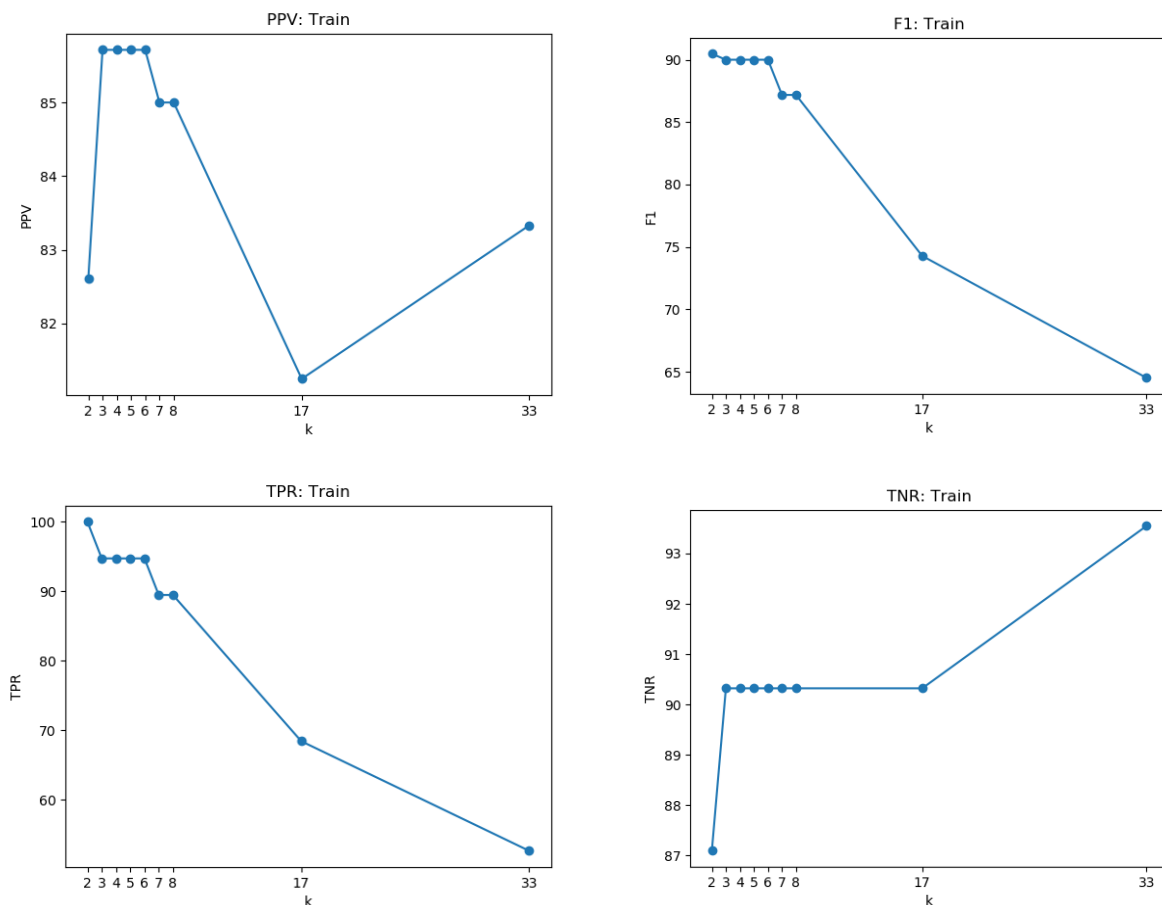 PPV: Train
85
84
83
82
PPV
2 3 4 5 6 7 8 17 33
k
F1: Train
90
85
80
75
70
65
F1
2 3 4 5 6 7 8 17 33
k
TPR: Train
100
90
80
70
60
TPR
2 3 4 5 6 7 8 17 33
k
TNR: Train
93
92
91
90
89
88
87
TNR
2 3 4 5 6 7 8 17 33
k